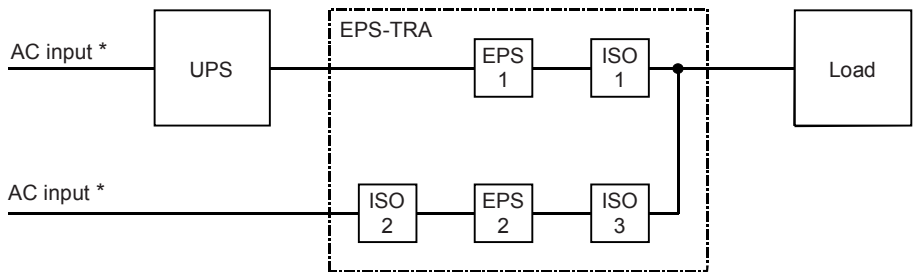 EPS-TRA
AC input *
UPS
EPS
1
ISO
1
Load
AC input *
ISO
2
EPS
2
ISO
3